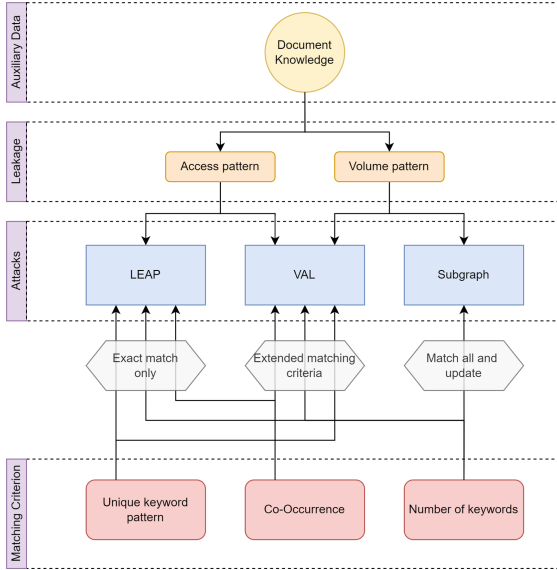 Auxiliary Data
Document
Knowledge
Leakage
Access pattern
Volume pattern
Attacks
LEAP
VAL
Subgraph
Exact match
only
Extended matching
criteria
Match all and
update
Matching Criterion
Unique keyword
pattern
Co-Occurrence
Number of keywords